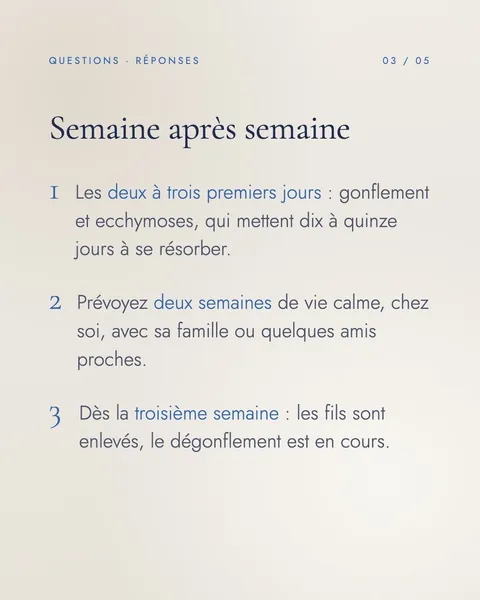 QUESTIONS · RÉPONSES
03 / 05
Semaine après semaine
1 Les deux à trois premiers jours : gonflement
et ecchymoses, qui mettent dix à quinze
jours à se résorber.
2 Prévoyez deux semaines de vie calme, chez
soi, avec sa famille ou quelques amis
proches.
3 Dès la troisième semaine : les fils sont
enlevés, le dégonflement est en cours.